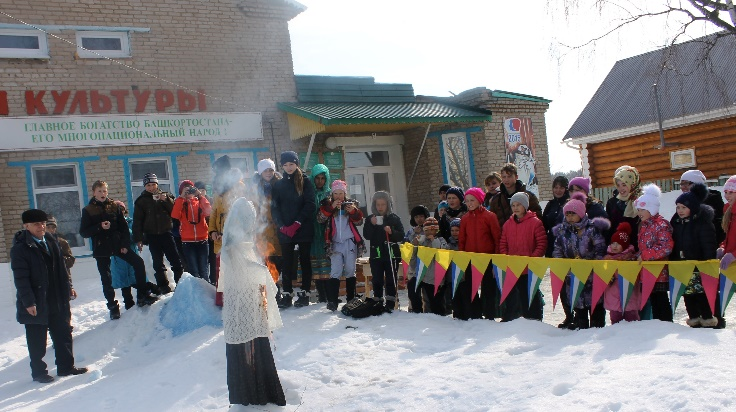 КУЛЬТУРЫ
ГЛАВНОЕ БОГАТСТВО БАШКОРТОСТАНА-
ЕГО МНОГОНАЦИОНАЛЬНЫЙ НАРОД !